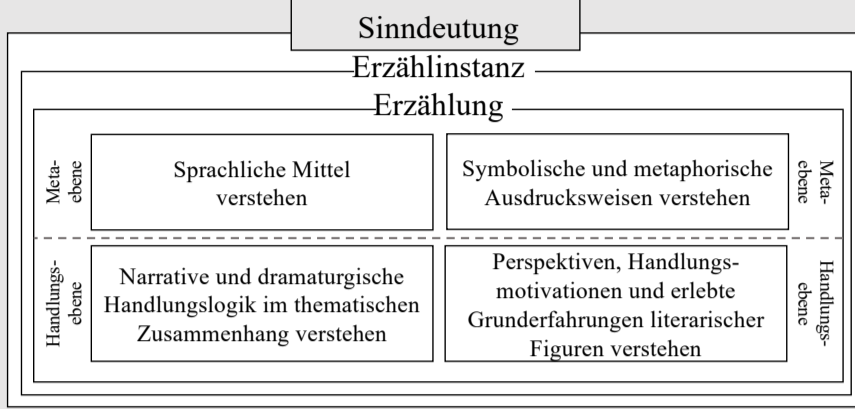 Sinndeutung
Erzählinstanz
Erzählung
Meta-
ebene
Sprachliche Mittel
verstehen
Symbolische und metaphorische
Ausdrucksweisen verstehen
Meta-
ebene
Handlungs-
ebene
Narrative und dramaturgische
Handlungslogik im thematischen
Zusammenhang verstehen
Perspektiven, Handlungs-
motivationen und erlebte
Grunderfahrungen literarischer
Figuren verstehen
Handlungs-
ebene